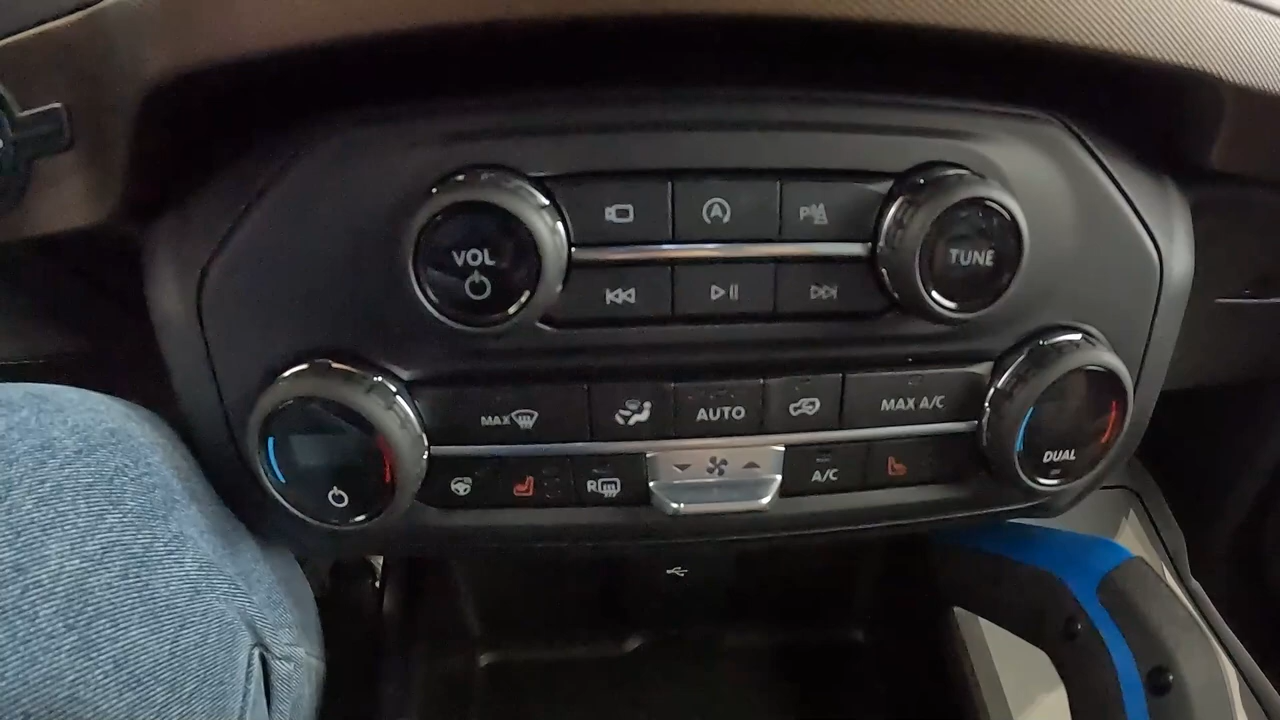 VOL
TUNE
P
MAX
AUTO
MAX A/C
R
A/C
DUAL
A